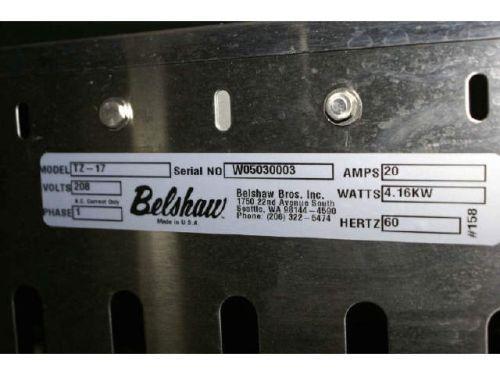 MODEL TZ-17 Serial NO W05030003 AMPS 20
VOLTS 208 WATTS 4.16KW
A.C. Current Only
PHASE 1 HERTZ 60
Belshaw
Made in U.S.A.
Belshaw Bros. Inc.
1750 22nd Avenue South
Seattle, WA 98144-4590
Phone: (206) 322-5474
#158